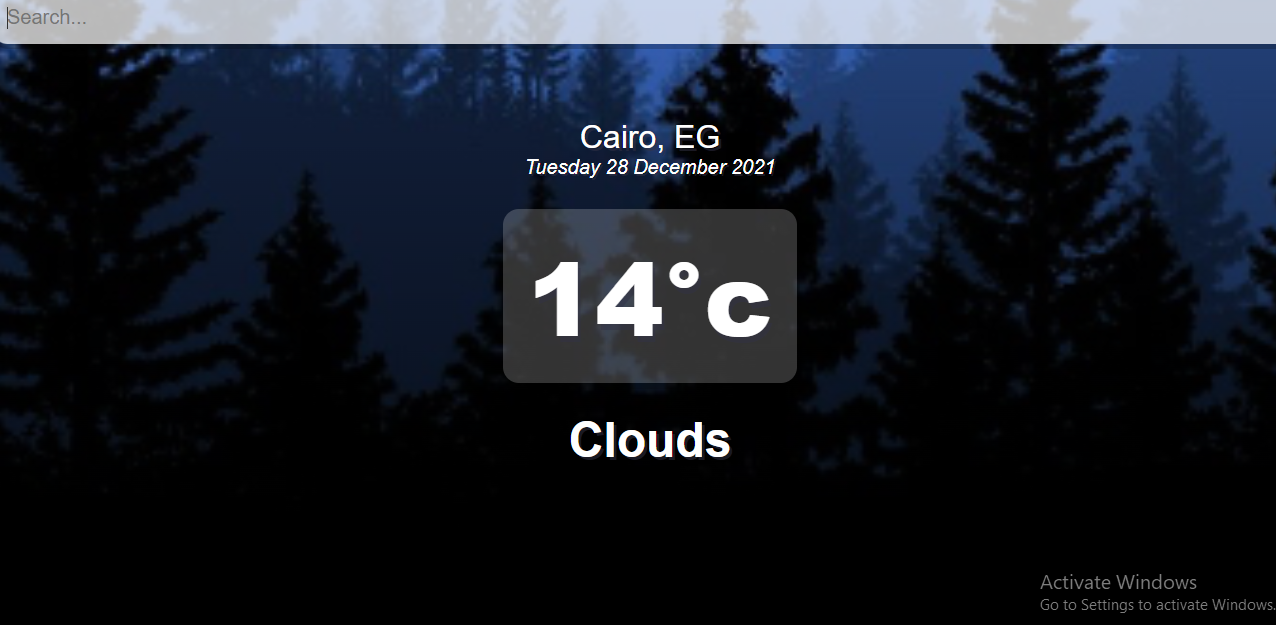 Search...
Cairo, EG
Tuesday 28 December 2021
14°c
Clouds
Activate Windows
Go to Settings to activate Windows.